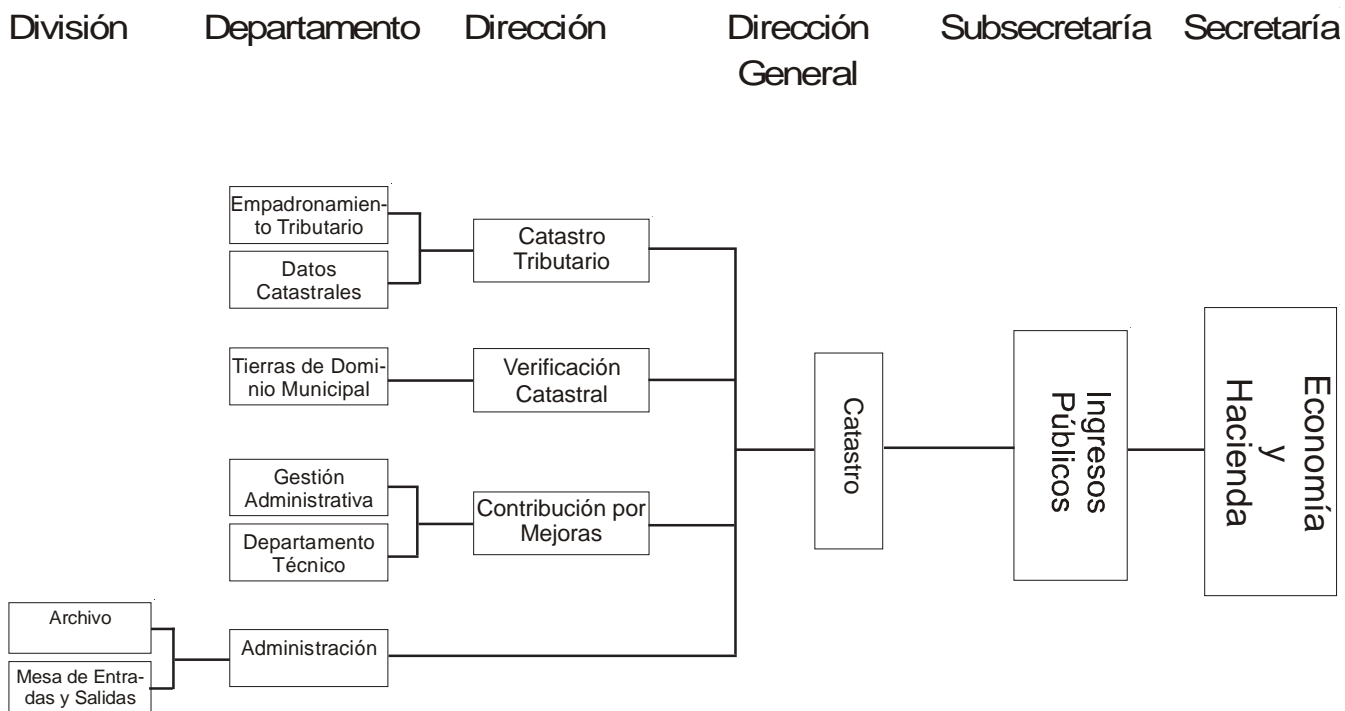 División
Departamento
Dirección
Dirección
General
Subsecretaría
Secretaría
Empadronamien-
to Tributario
Datos
Catastrales
Catastro
Tributario
Tierras de Domi-
nio Municipal
Verificación
Catastral
Gestión
Administrativa
Departamento
Técnico
Contribución por
Mejoras
Archivo
Mesa de Entra-
das y Salidas
Administración
Catastro
Ingresos
Públicos
Economía
y
Hacienda